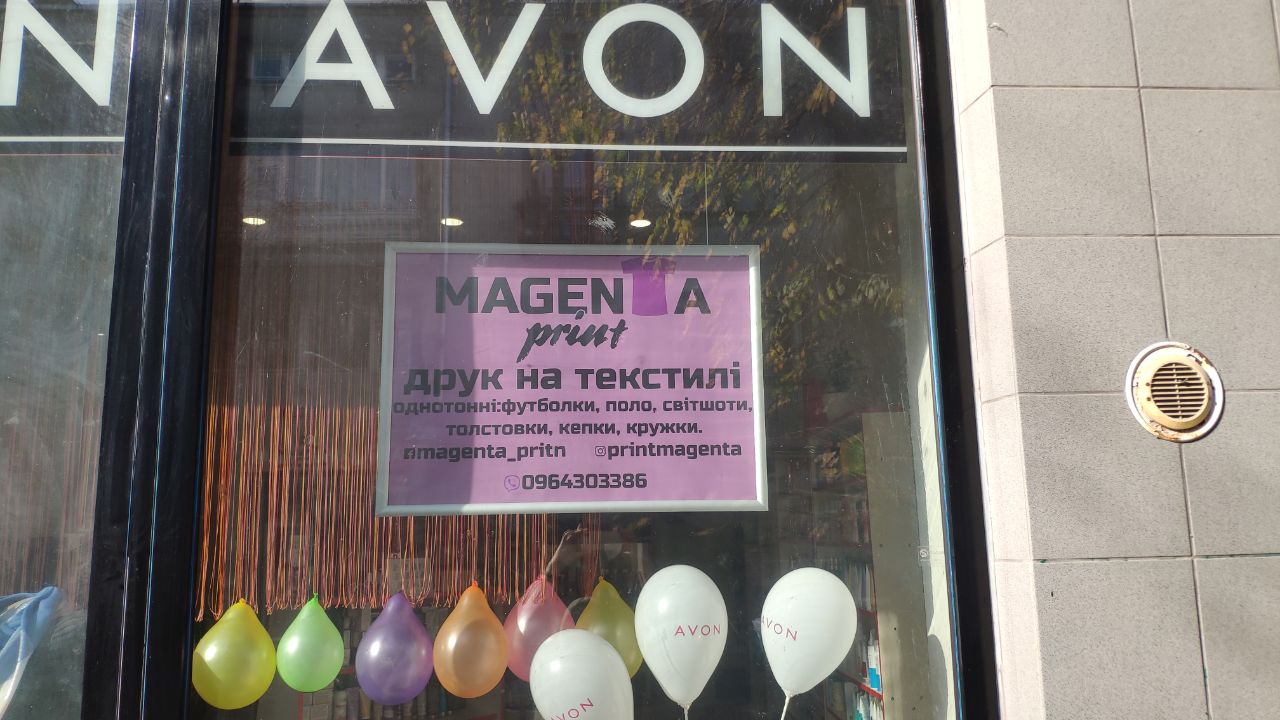 N AVON
MAGENTA
print
друк на текстилі
однотонні:футболки, поло, світшоти,
толстовки, кепки, кружки.
magenta_pritn printmagenta
0964303386
AVON
AVON
AVON